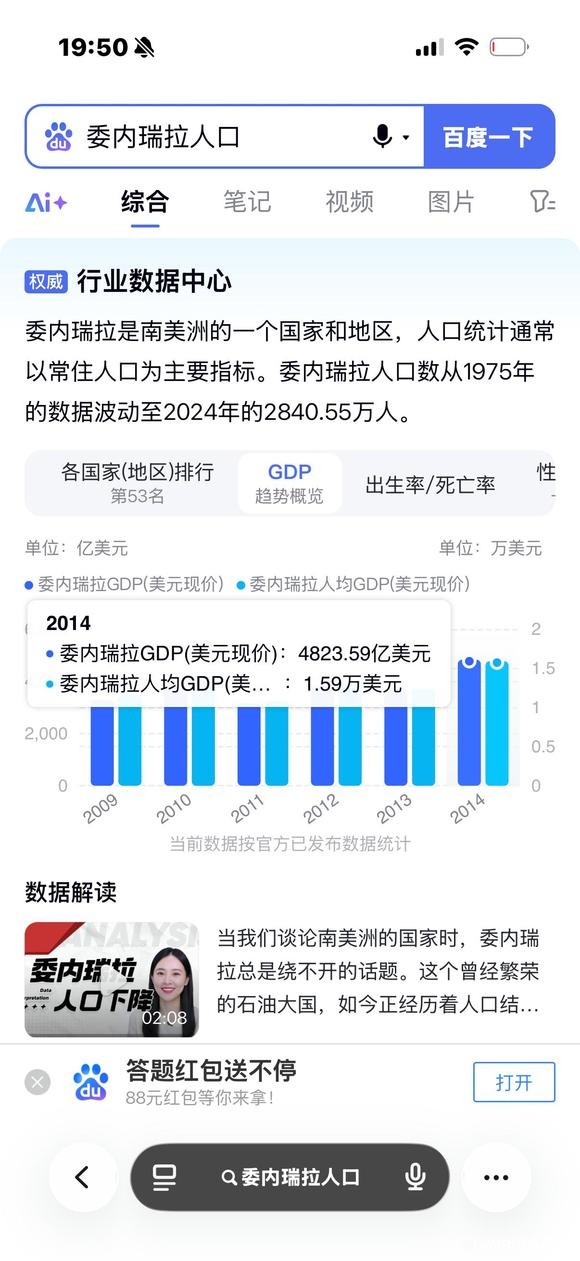 19:50
du 委内瑞拉人口 百度一下
Ai+ 综合 笔记 视频 图片
权威 行业数据中心
委内瑞拉是南美洲的一个国家和地区，人口统计通常
以常住人口为主要指标。委内瑞拉人口数从1975年
的数据波动至2024年的2840.55万人。
各国家(地区)排行 GDP 出生率/死亡率
第53名 趋势概览
单位：亿美元 单位：万美元
委内瑞拉GDP(美元现价) 委内瑞拉人均GDP(美元现价)
2014
委内瑞拉GDP(美元现价)：4823.59亿美元
委内瑞拉人均GDP(美... ：1.59万美元
2
1.5
1
2,000
0.5
0 0
2009 2010 2011 2012 2013 2014
当前数据按官方已发布数据统计
数据解读
ANALYSI
委内瑞拉
Data
人口下降
02:08
当我们谈论南美洲的国家时，委内瑞
拉总是绕不开的话题。这个曾经繁荣
的石油大国，如今正经历着人口结...
du 答题红包送不停
88元红包等你来拿！
打开
委内瑞拉人口